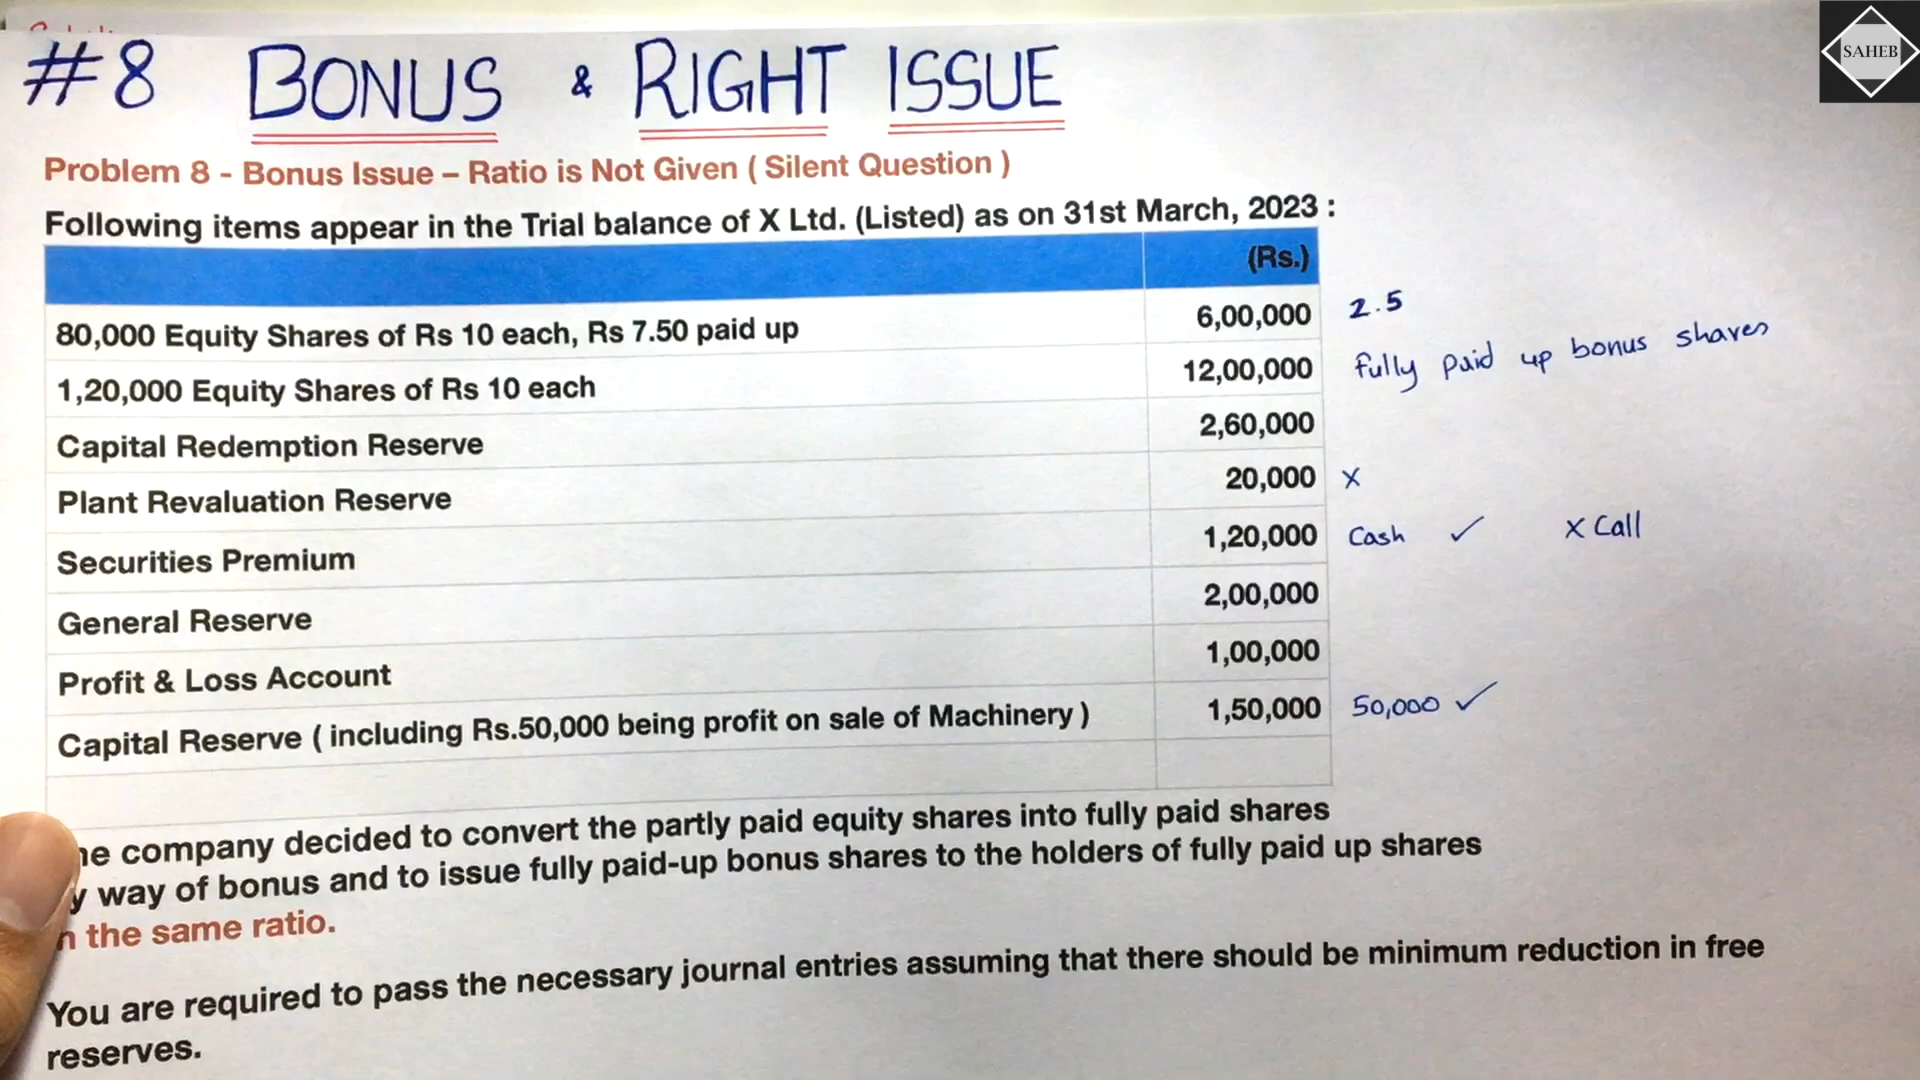 #8 BONUS & RIGHT ISSUE
SAHEB
Problem 8 - Bonus Issue – Ratio is Not Given ( Silent Question )
Following items appear in the Trial balance of X Ltd. (Listed) as on 31st March, 2023 :
(Rs.)
80,000 Equity Shares of Rs 10 each, Rs 7.50 paid up 6,00,000 2.5
1,20,000 Equity Shares of Rs 10 each 12,00,000 fully paid up bonus shares
Capital Redemption Reserve 2,60,000
Plant Revaluation Reserve 20,000 X
Securities Premium 1,20,000 Cash ✓ X Call
General Reserve 2,00,000
Profit & Loss Account 1,00,000
Capital Reserve ( including Rs.50,000 being profit on sale of Machinery ) 1,50,000 50,000 ✓
he company decided to convert the partly paid equity shares into fully paid shares
y way of bonus and to issue fully paid-up bonus shares to the holders of fully paid up shares
n the same ratio.
You are required to pass the necessary journal entries assuming that there should be minimum reduction in free
reserves.